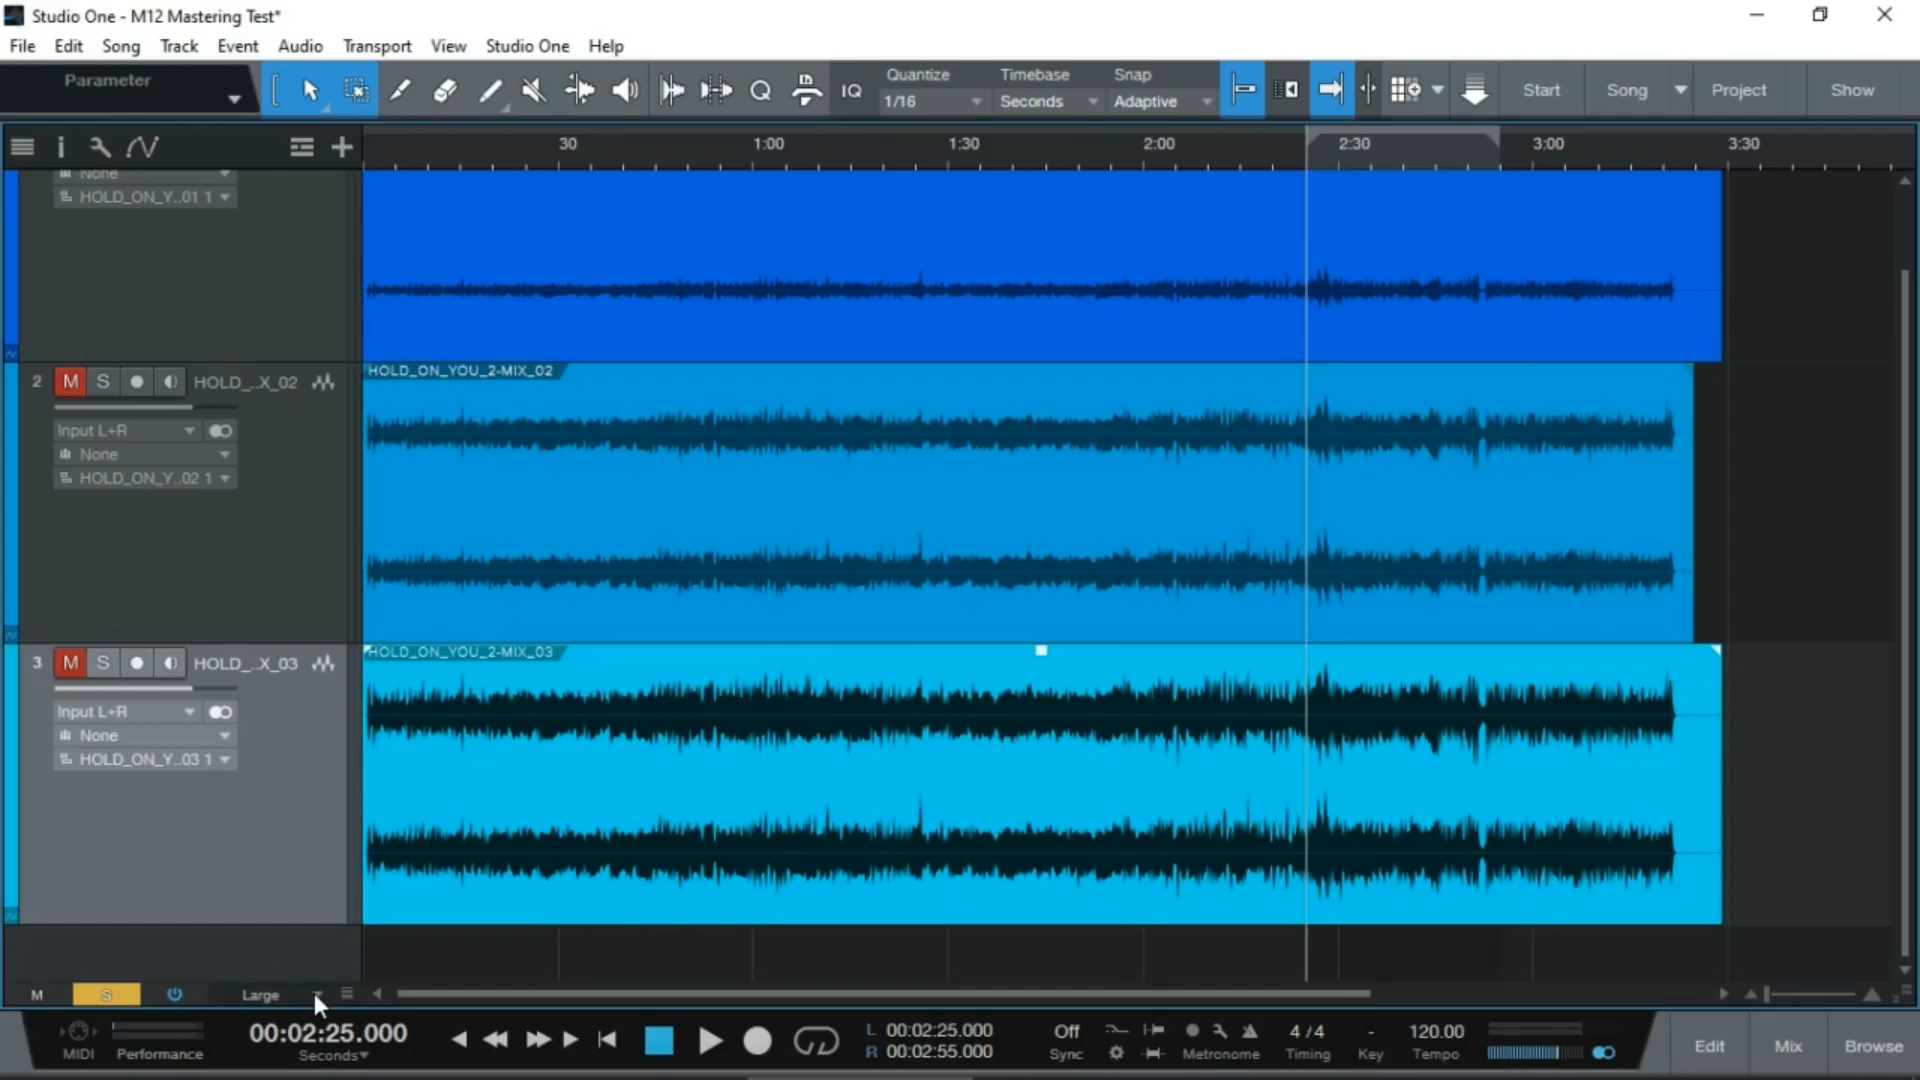 Studio One - M12 Mastering Test*
File Edit Song Track Event Audio Transport View Studio One Help
Parameter
IQ
Quantize Timebase Snap
1/16 Seconds Adaptive
Start Song Project Show
30 1:00 1:30 2:00 2:30 3:00 3:30
None
HOLD_ON_Y..01 1
HOLD_ON_YOU_2-MIX_02
2 M S HOLD_..X_02
Input L+R
None
HOLD_ON_Y..02 1
HOLD_ON_YOU_2-MIX_03
3 M S HOLD_..X_03
Input L+R
None
HOLD_ON_Y..03 1
M S Large
00:02:25.000
L 00:02:25.000
R 00:02:55.000
Off 4 / 4 - 120.00
MIDI Performance Seconds Sync Metronome Timing Key Tempo
Edit Mix Browse